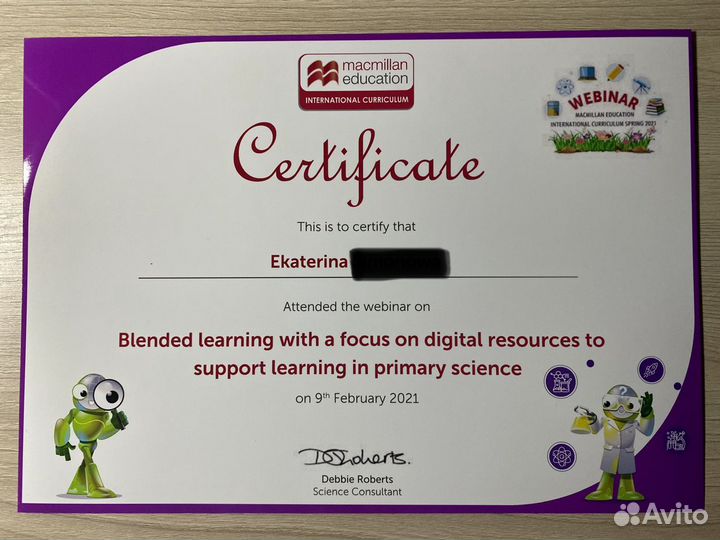 macmillan
education
INTERNATIONAL CURRICULUM
WEBINAR
MACMILLAN EDUCATION
INTERNATIONAL CURRICULUM SPRING 2021
Certificate
This is to certify that
Ekaterina
Attended the webinar on
Blended learning with a focus on digital resources to
support learning in primary science
on 9th February 2021
DSRoberts.
Debbie Roberts
Science Consultant
?
Avito